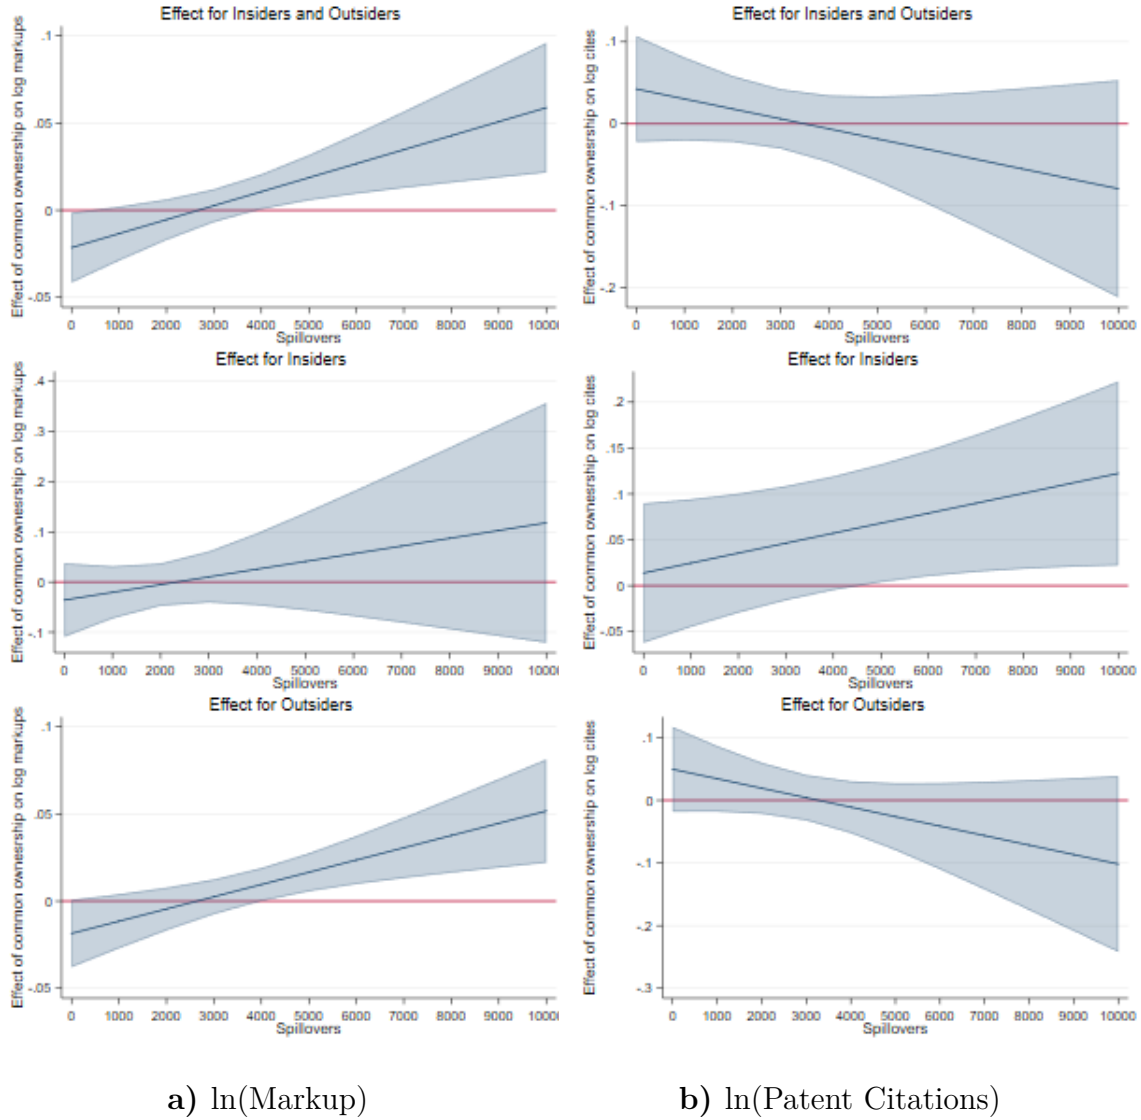 Effect for Insiders and Outsiders
Effect of common ownesrship on log markups
.1
.05
0
-.05
0 1000 2000 3000 4000 5000 6000 7000 8000 9000 10000
Spillovers
Effect for Insiders and Outsiders
Effect of common ownesrship on log cites
.1
0
-.1
-.2
0 1000 2000 3000 4000 5000 6000 7000 8000 9000 10000
Spillovers
Effect for Insiders
Effect of common ownesrship on log markups
.4
.3
.2
.1
0
-.1
0 1000 2000 3000 4000 5000 6000 7000 8000 9000 10000
Spillovers
Effect for Insiders
Effect of common ownesrship on log cites
.2
.15
.1
.05
0
-.05
0 1000 2000 3000 4000 5000 6000 7000 8000 9000 10000
Spillovers
Effect for Outsiders
Effect of common ownesrship on log markups
.1
.05
0
-.05
0 1000 2000 3000 4000 5000 6000 7000 8000 9000 10000
Spillovers
Effect for Outsiders
Effect of common ownesrship on log cites
.1
0
-.1
-.2
-.3
0 1000 2000 3000 4000 5000 6000 7000 8000 9000 10000
Spillovers
a) ln(Markup)
b) ln(Patent Citations)